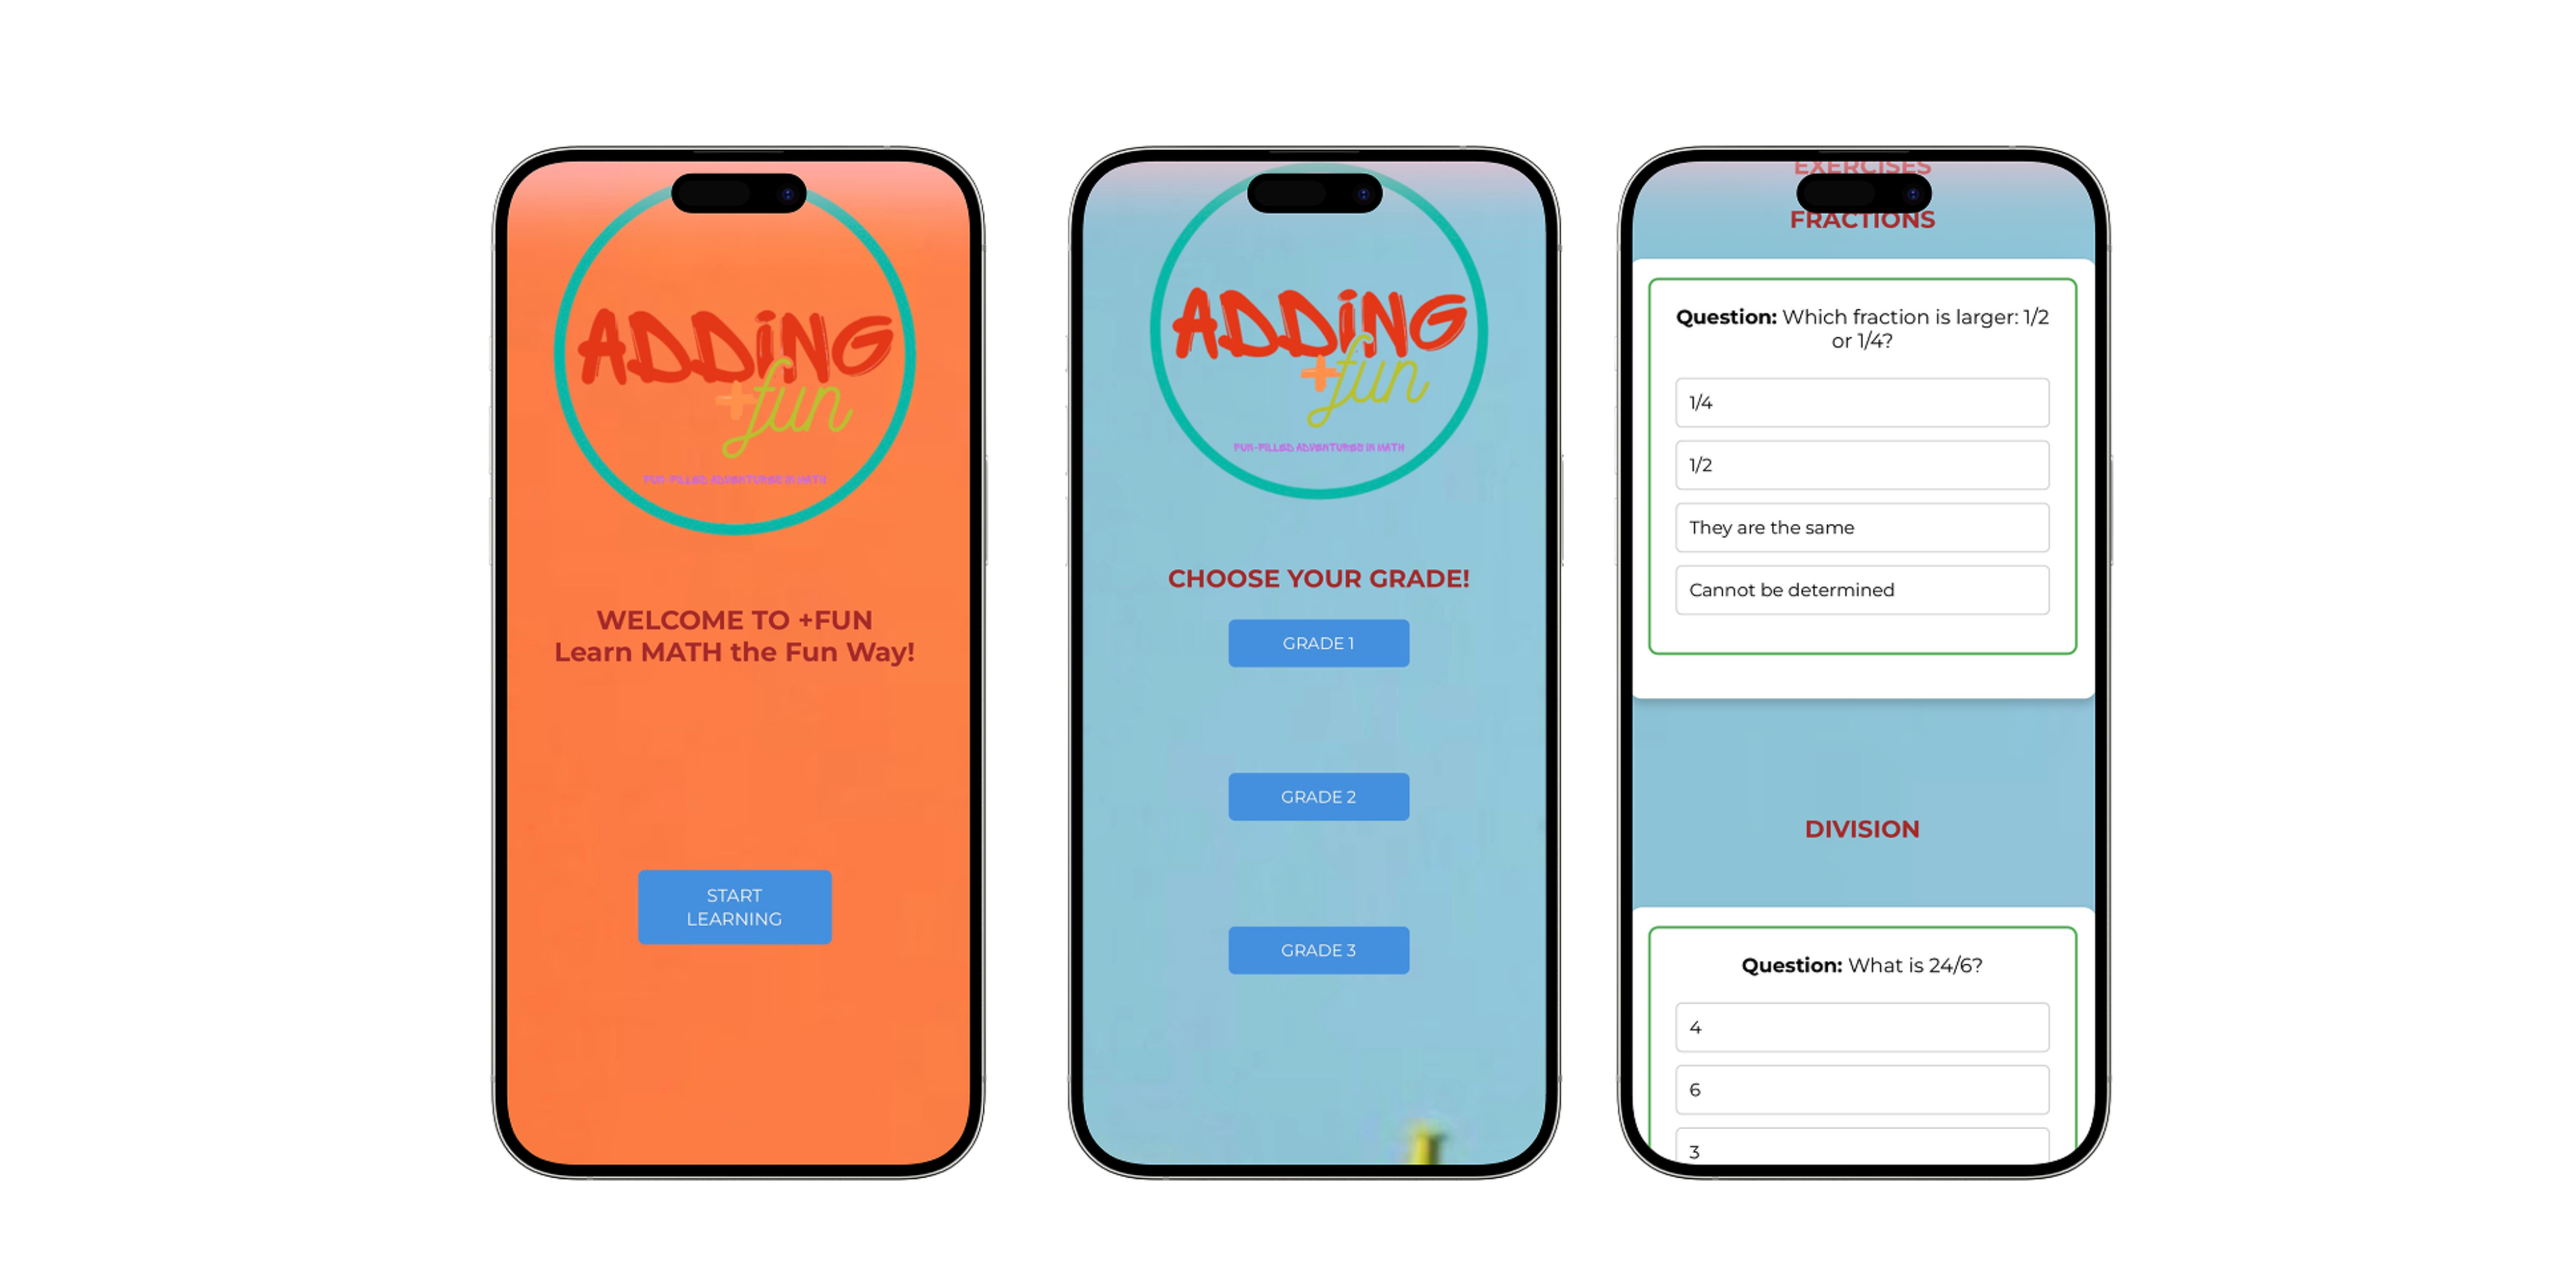 ADDiNG
+fun
FUN-FILLED ADVENTURES IN MATH
WELCOME TO +FUN
Learn MATH the Fun Way!
START
LEARNING
ADDiNG
+fun
FUN-FILLED ADVENTURES IN MATH
CHOOSE YOUR GRADE!
GRADE 1
GRADE 2
GRADE 3
EXERCISES
FRACTIONS
Question: Which fraction is larger: 1/2
or 1/4?
1/4
1/2
They are the same
Cannot be determined
DIVISION
Question: What is 24/6?
4
6
3